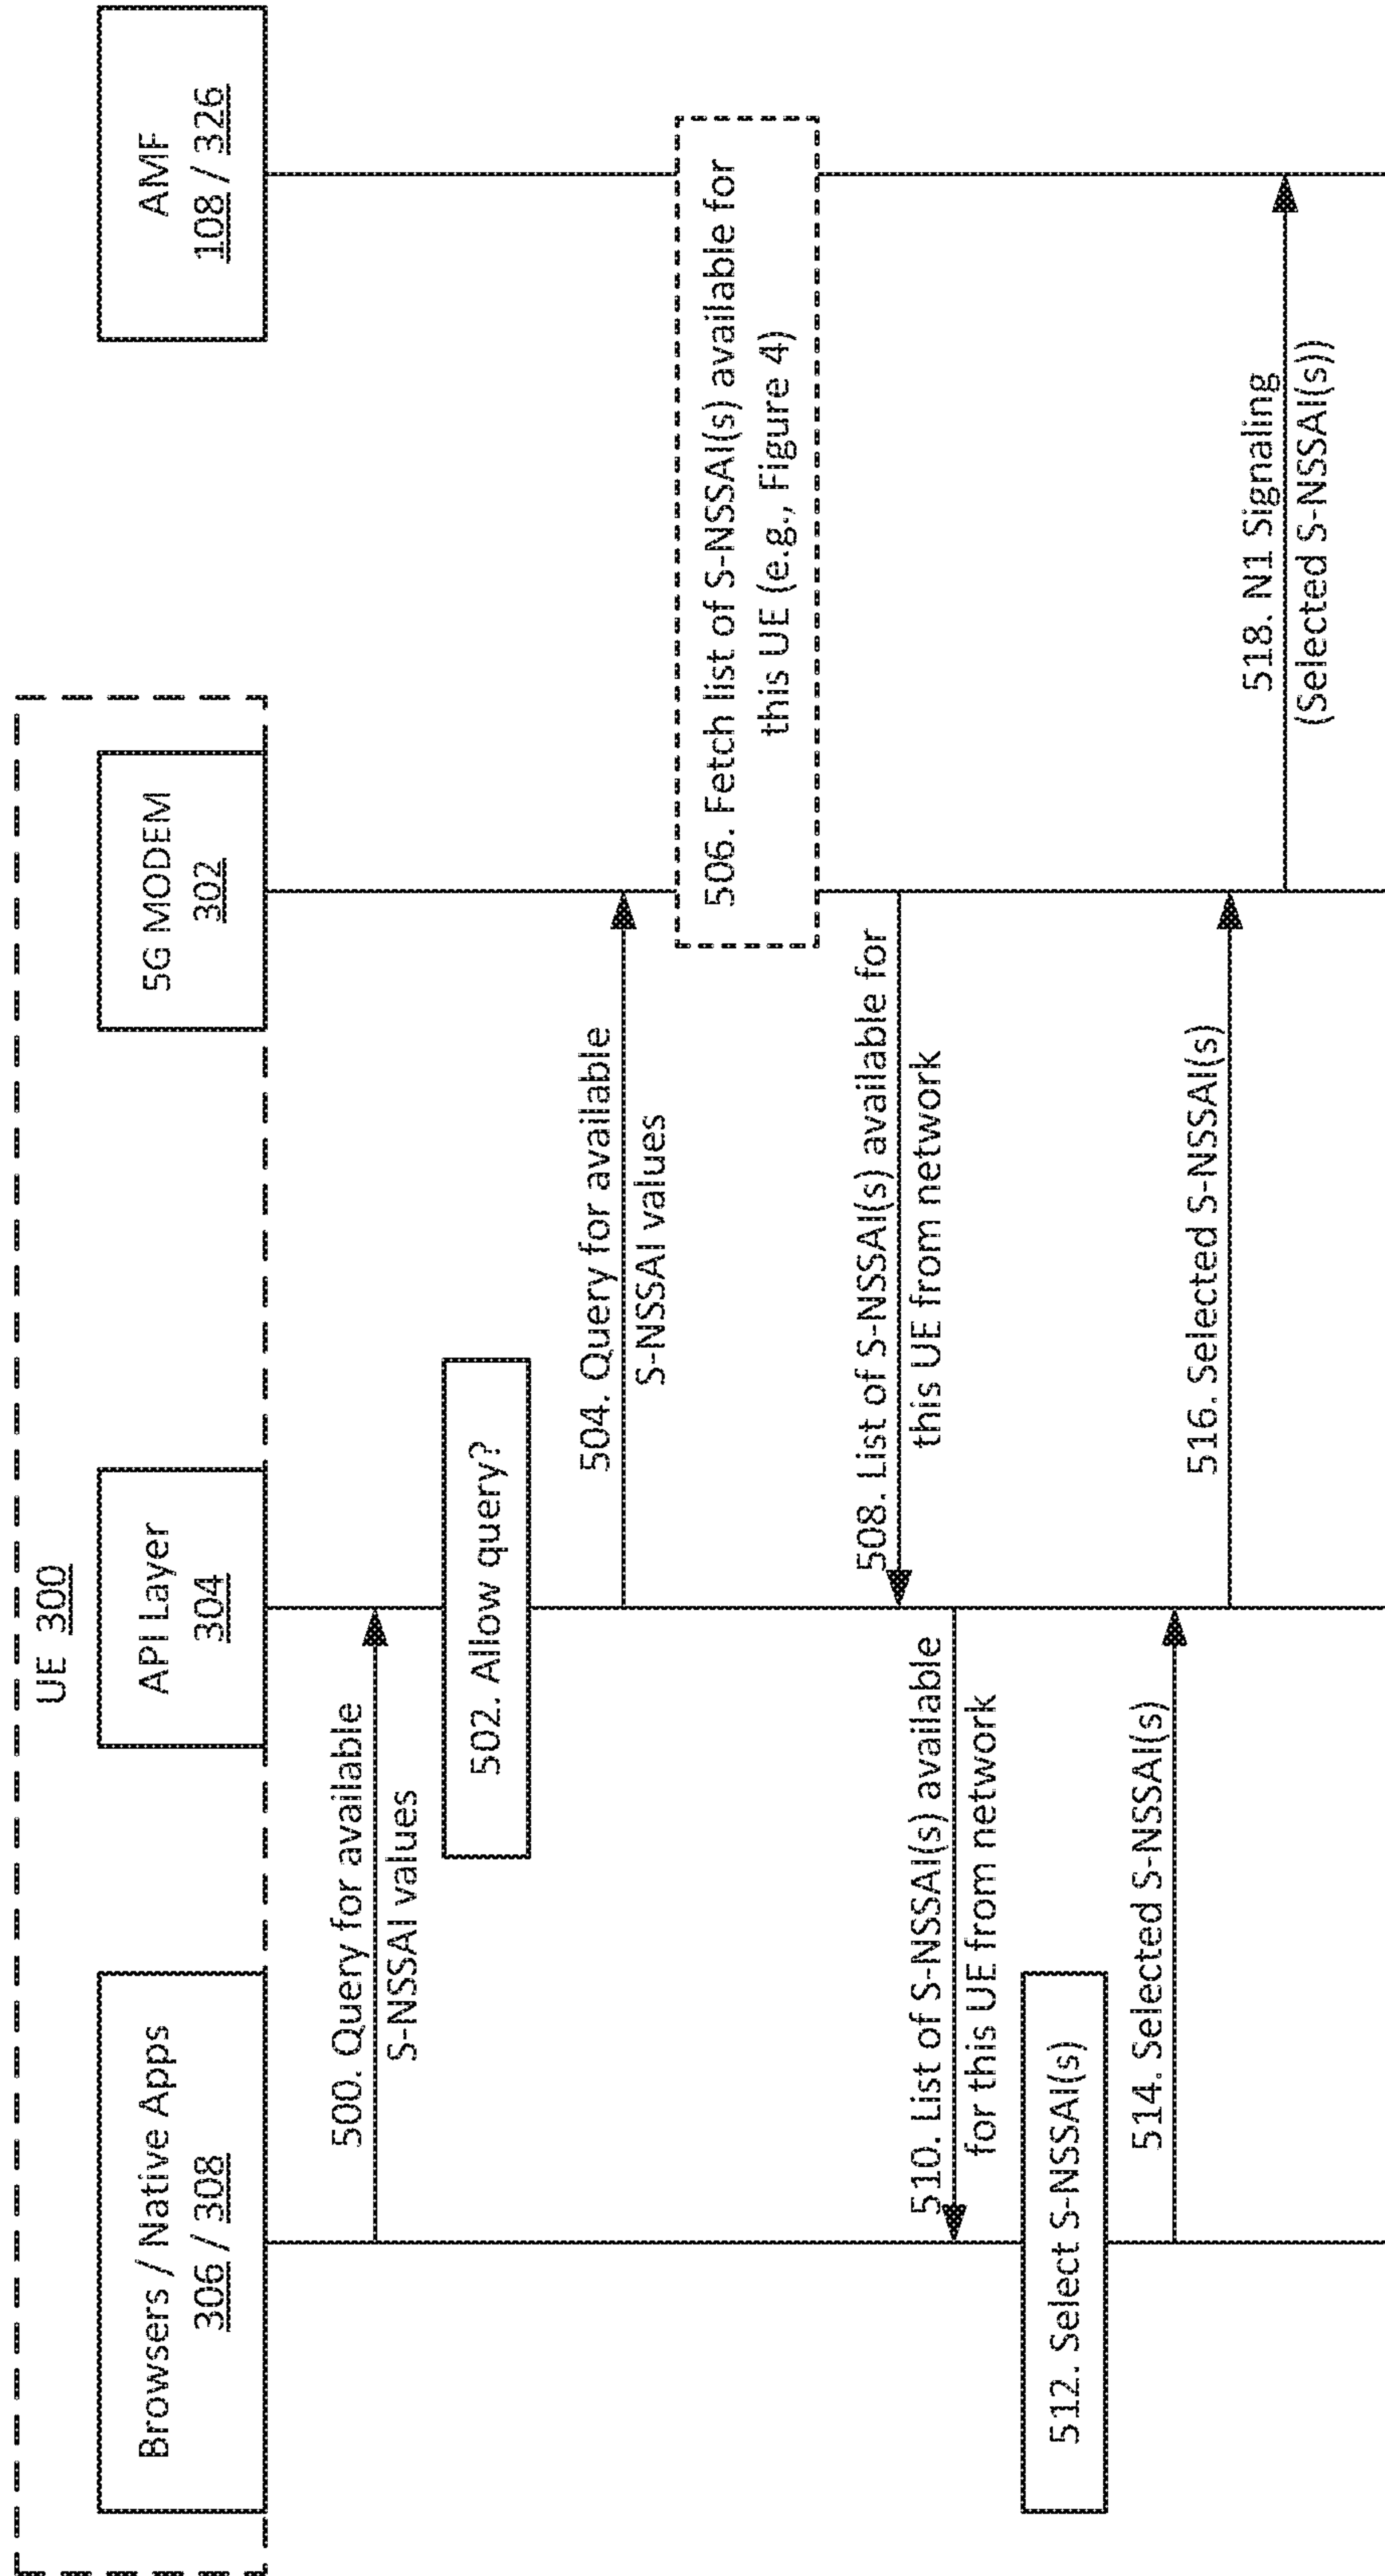 UE 300
Browsers / Native Apps
306 / 308
API Layer
304
5G MODEM
302
AMF
108 / 326
500. Query for available
S-NSSAI values
502. Allow query?
504. Query for available
S-NSSAI values
506. Fetch list of S-NSSAI(s) available for
this UE (e.g., Figure 4)
508. List of S-NSSAI(s) available for
this UE from network
510. List of S-NSSAI(s) available
for this UE from network
512. Select S-NSSAI(s)
514. Selected S-NSSAI(s)
516. Selected S-NSSAI(s)
518. N1 Signaling
(Selected S-NSSAI(s))